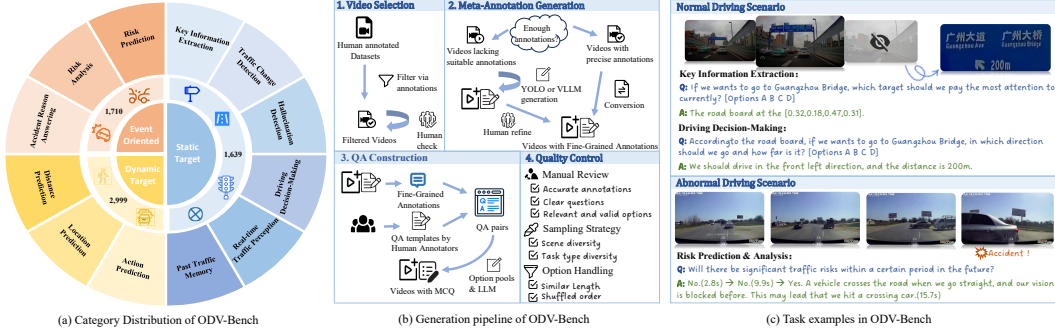 Risk
Prediction
Key Information
Extraction
Traffic Change
Detection
Hallucination
Detection
Driving
Decision-Making
Real-time
Traffic Perception
Past Traffic
Memory
Action
Prediction
Location
Prediction
Distance
Prediction
Accident Reason
Answering
Risk
Analysis
1,710
1,639
2,999
Event
Oriented
Static
Target
Dynamic
Target
(a) Category Distribution of ODV-Bench
1. Video Selection
Human annotated
Datasets
Filter via
annotations
Filtered Videos
Human
check
2. Meta-Annotation Generation
Enough
annotations?
Videos lacking
suitable annotations
Videos with
precise annotations
YOLO or VLLM
generation
Conversion
Human refine
Videos with Fine-Grained Annotations
3. QA Construction
Fine-Grained
Annotations
QA templates by
Human Annotators
QA pairs
Videos with MCQ
Option pools
& LLM
4. Quality Control
Manual Review
Accurate annotations
Clear questions
Relevant and valid options
Sampling Strategy
Scene diversity
Task type diversity
Option Handling
Similar Length
Shuffled order
(b) Generation pipeline of ODV-Bench
Normal Driving Scenario
广州大道 广州大桥
Guangzhou Ave Guangzhou Bridge
200m
Key Information Extraction:
Q: If we want to go to Guangzhou Bridge, which target should we pay the most attention to
currently? [Options A B C D]
A: The road board at the [0.32,0.18,0.47,0.31].
Driving Decision-Making:
Q: Accordingto the road board, if we want to go to Guangzhou Bridge, in which direction
should we go and how far is it? [Options A B C D]
A: We should drive in the front left direction, and the distance is 200m.
Abnormal Driving Scenario
Accident !
Risk Prediction & Analysis:
Q: Will there be significant traffic risks within a certain period in the future?
A: No.(2.8s) → No.(9.9s) → Yes. A vehicle crosses the road when we go straight, and our vision
is blocked before. This may lead that we hit a crossing car.(15.7s)
(c) Task examples in ODV-Bench